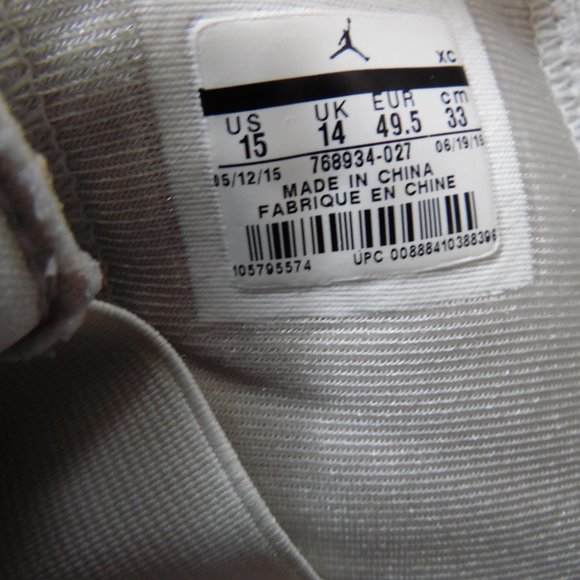 XC
US UK EUR cm
15 14 49.5 33
768934-027
05/12/15 06/19/15
MADE IN CHINA
FABRIQUE EN CHINE
105795574 UPC 00888410388396